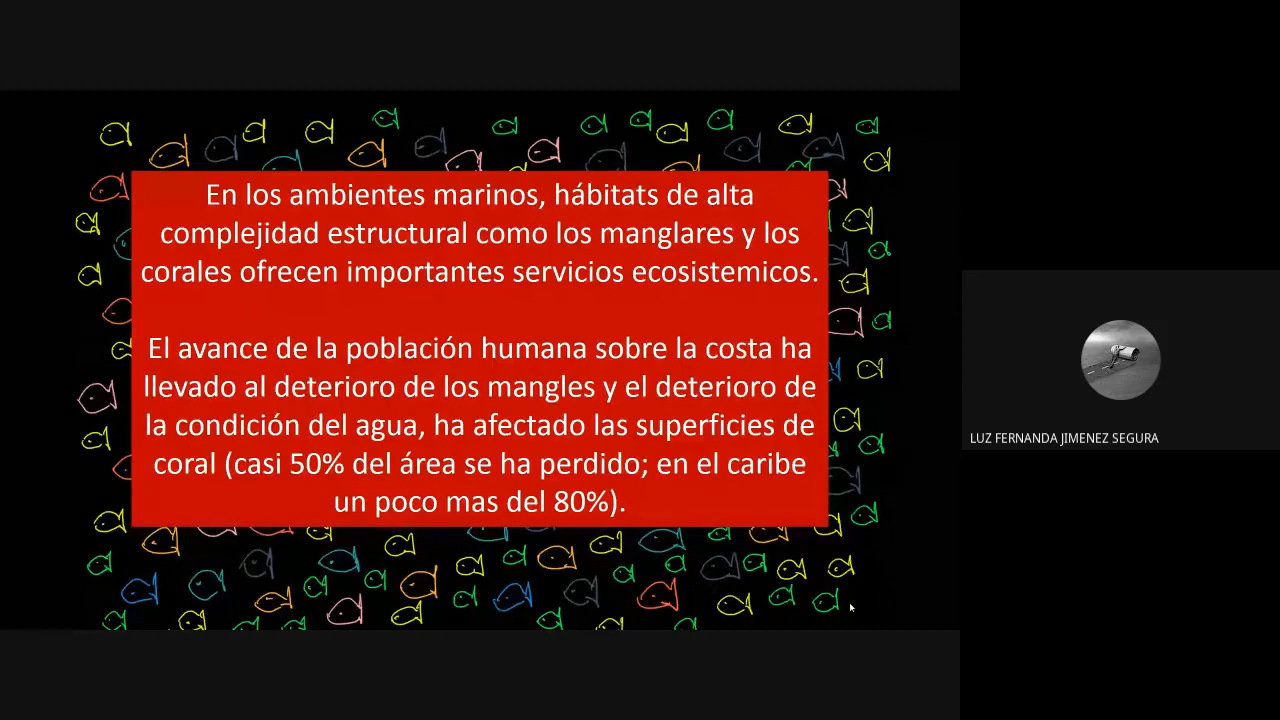 En los ambientes marinos, hábitats de alta
complejidad estructural como los manglares y los
corales ofrecen importantes servicios ecosistemicos.
El avance de la población humana sobre la costa ha
llevado al deterioro de los mangles y el deterioro de
la condición del agua, ha afectado las superficies de
coral (casi 50% del área se ha perdido; en el caribe
un poco mas del 80%).
LUZ FERNANDA JIMENEZ SEGURA